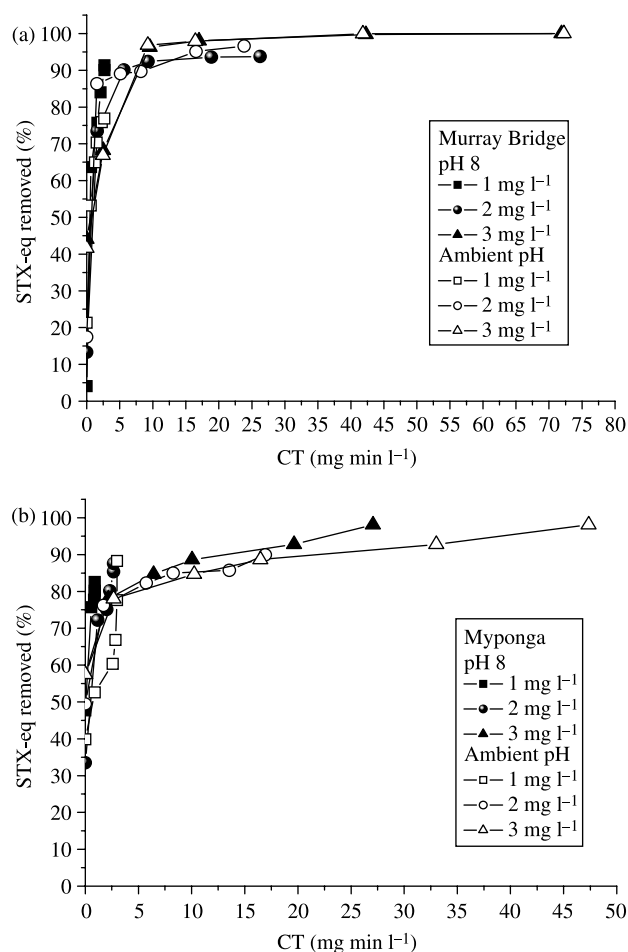 (a)
100
90
80
70
60
50
40
30
20
10
0
STX-eq removed (%)
0 5 10 15 20 25 30 35 40 45 50 55 60 65 70 75 80
CT (mg min l⁻¹)
Murray Bridge
pH 8
1 mg l⁻¹
2 mg l⁻¹
3 mg l⁻¹
Ambient pH
1 mg l⁻¹
2 mg l⁻¹
3 mg l⁻¹
(b)
100
90
80
70
60
50
40
30
20
10
0
STX-eq removed (%)
0 5 10 15 20 25 30 35 40 45 50
CT (mg min l⁻¹)
Myponga
pH 8
1 mg l⁻¹
2 mg l⁻¹
3 mg l⁻¹
Ambient pH
1 mg l⁻¹
2 mg l⁻¹
3 mg l⁻¹